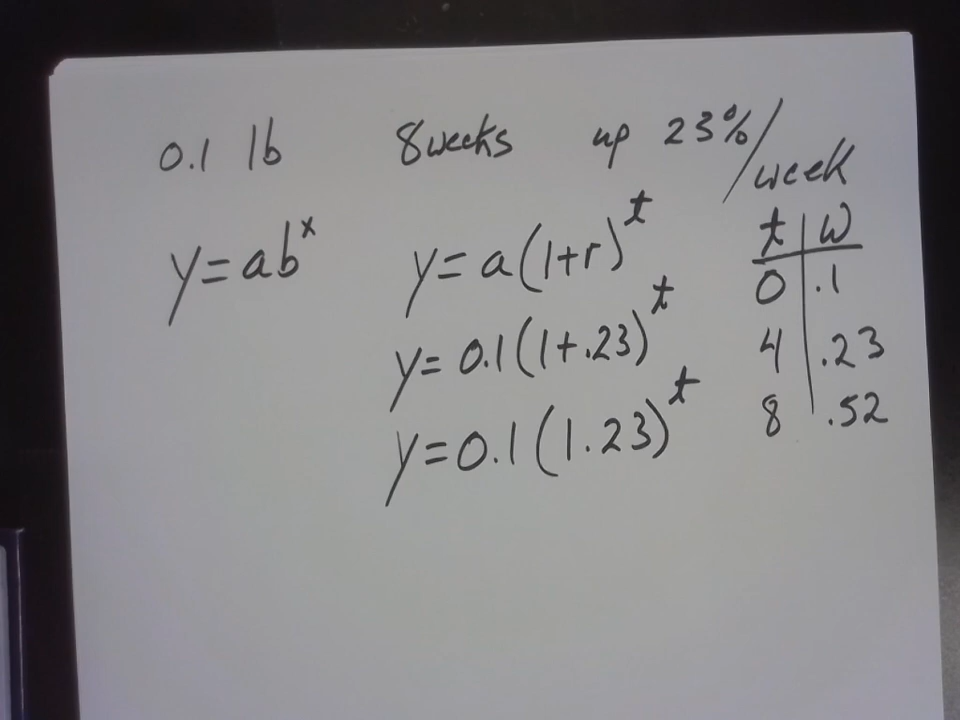 0.1 lb 8weeks up 23%/week
y=ab^x y=a(1+r)^t t | w
0 | .1
y=0.1(1+.23)^t 4 | .23
y=0.1(1.23)^t 8 | .52